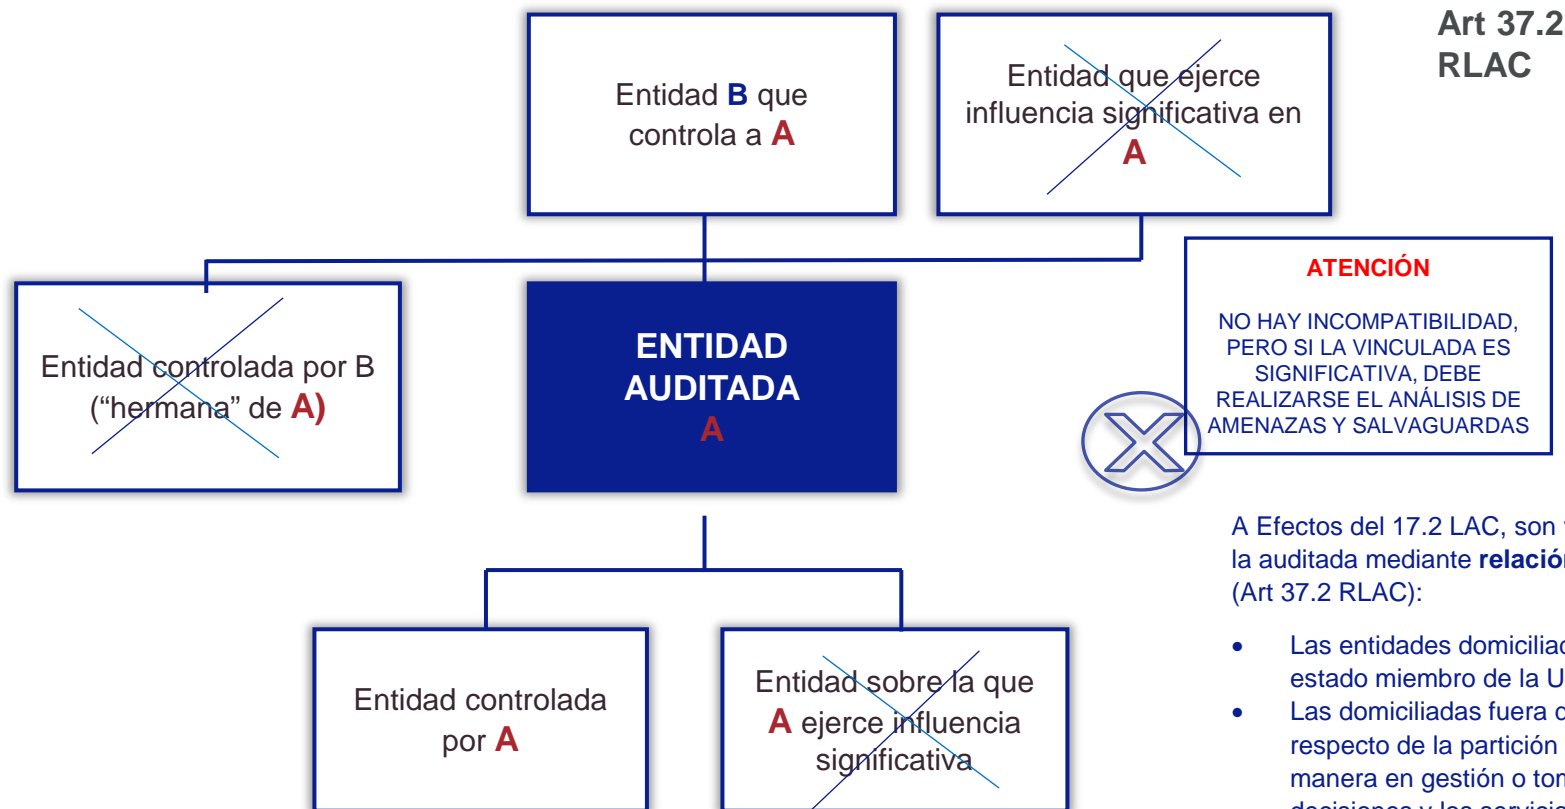 Art 37.2
RLAC
Entidad B que
controla a A
Entidad que ejerce
influencia significativa en
A
Entidad controlada por B
("hermana" de A)
ENTIDAD
AUDITADA
A
ATENCIÓN
NO HAY INCOMPATIBILIDAD,
PERO SI LA VINCULADA ES
SIGNIFICATIVA, DEBE
REALIZARSE EL ANÁLISIS DE
AMENAZAS Y SALVAGUARDAS
X
A Efectos del 17.2 LAC, son
la auditada mediante relación
(Art 37.2 RLAC):
• Las entidades domiciliad
estado miembro de la U
• Las domiciliadas fuera
respecto de la partición
manera en gestión o tom
decisiones y los servicio
Entidad controlada
por A
Entidad sobre la que
A ejerce influencia
significativa